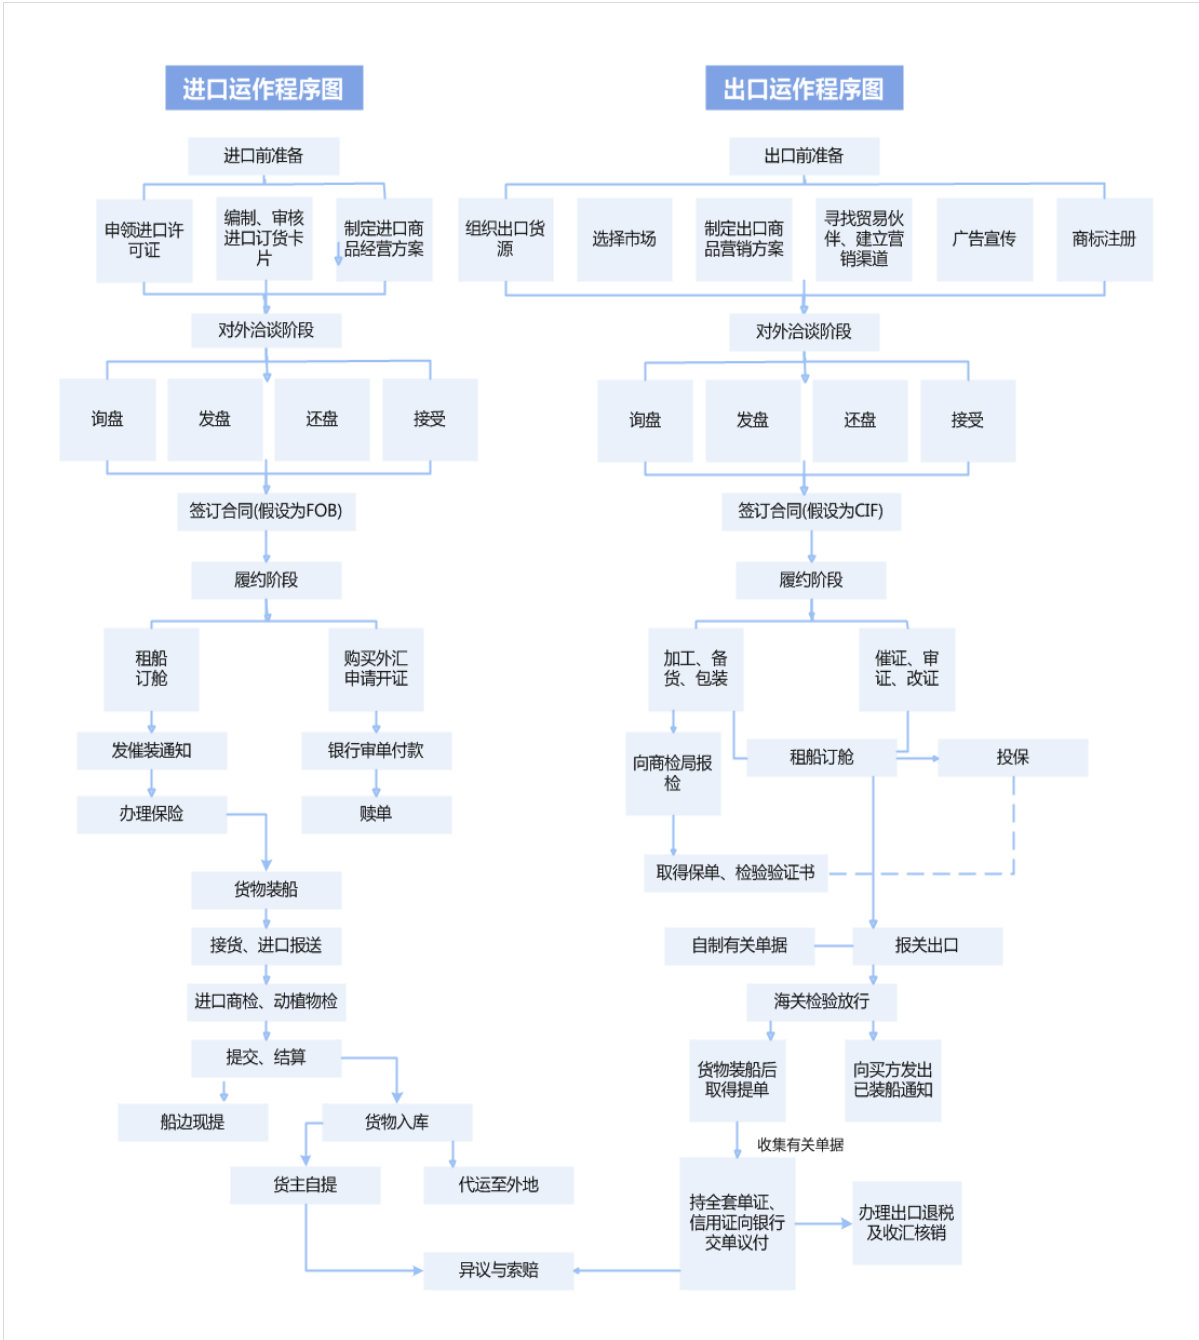 进口运作程序图
进口前准备
申领进口许
可证
编制、审核
进口订货卡
片
制定进口商
品经营方案
对外洽谈阶段
询盘
发盘
还盘
接受
签订合同(假设为FOB)
履约阶段
租船
订舱
购买外汇
申请开证
发催装通知
银行审单付款
办理保险
赎单
货物装船
接货、进口报送
进口商检、动植物检
提交、结算
船边现提
货物入库
货主自提
代运至外地
异议与索赔
出口运作程序图
出口前准备
组织出口货
源
选择市场
制定出口商
品营销方案
寻找贸易伙
伴、建立营
销渠道
广告宣传
商标注册
对外洽谈阶段
询盘
发盘
还盘
接受
签订合同(假设为CIF)
履约阶段
加工、备
货、包装
催证、审
证、改证
向商检局报
检
租船订舱
投保
取得保单、检验验证书
自制有关单据
报关出口
海关检验放行
货物装船后
取得提单
向买方发出
已装船通知
收集有关单据
持全套单证、
信用证向银行
交单议付
办理出口退税
及收汇核销